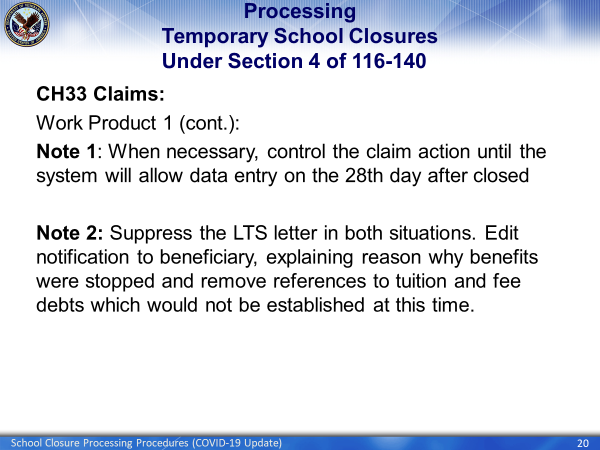 Processing
Temporary School Closures
Under Section 4 of 116-140
CH33 Claims:
Work Product 1 (cont.):
Note 1: When necessary, control the claim action until the
system will allow data entry on the 28th day after closed
Note 2: Suppress the LTS letter in both situations. Edit
notification to beneficiary, explaining reason why benefits
were stopped and remove references to tuition and fee
debts which would not be established at this time.
School Closure Processing Procedures (COVID-19 Update)
20